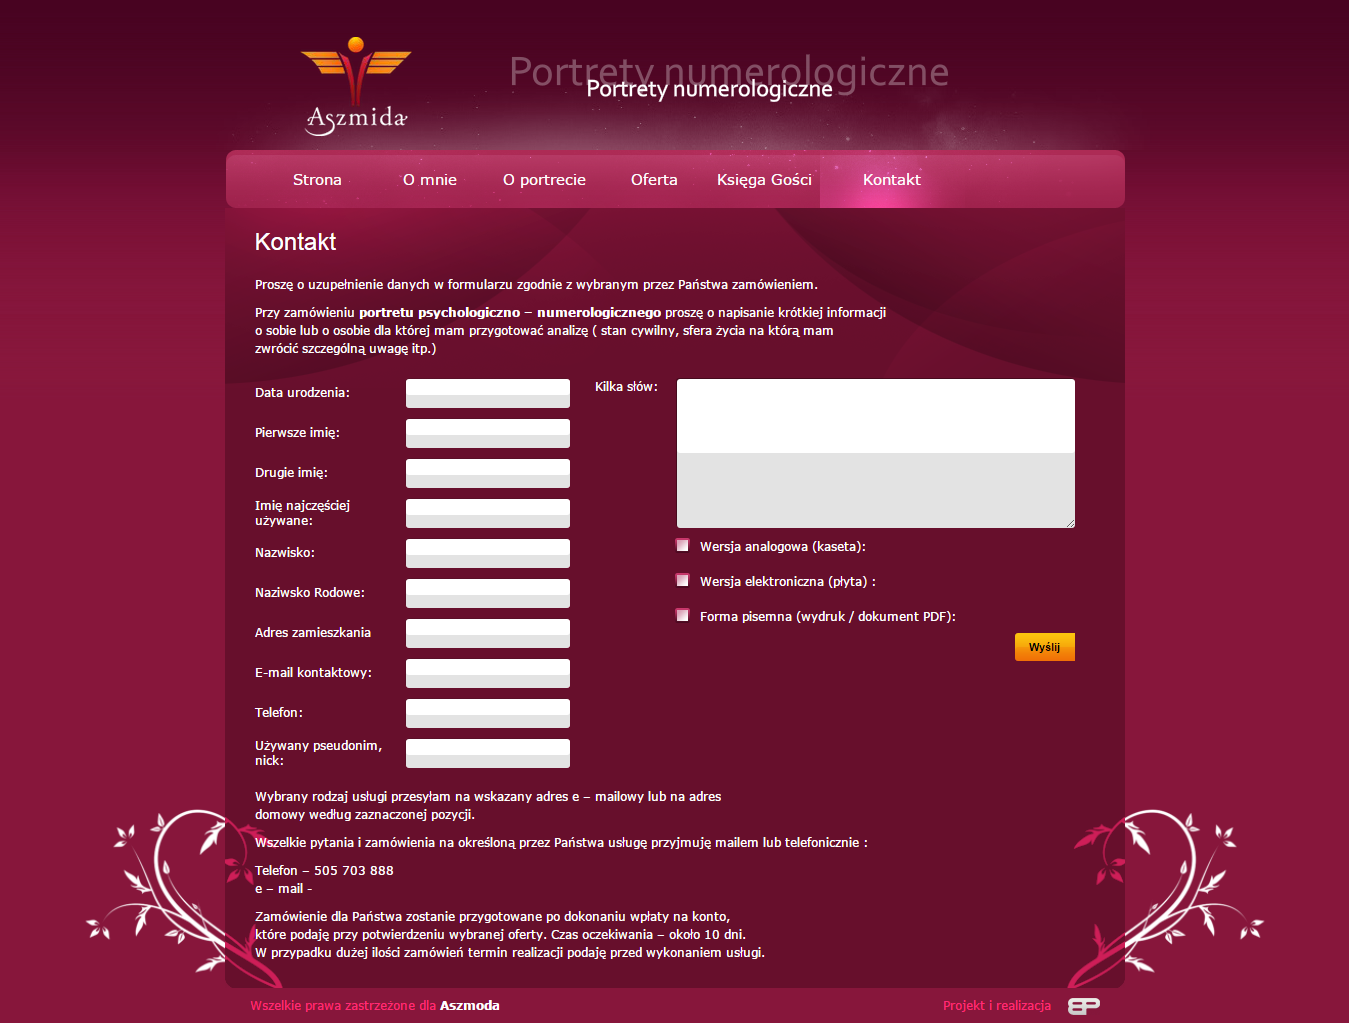 Aszmida
Portrety numerologiczne
Portrety numerologiczne
Strona O mnie O portrecie Oferta Księga Gości Kontakt
Kontakt
Proszę o uzupełnienie danych w formularzu zgodnie z wybranym przez Państwa zamówieniem.
Przy zamówieniu portretu psychologiczno – numerologicznego proszę o napisanie krótkiej informacji
o sobie lub o osobie dla której mam przygotować analizę ( stan cywilny, sfera życia na którą mam
zwrócić szczególną uwagę itp.)
Data urodzenia:
Pierwsze imię:
Drugie imię:
Imię najczęściej
używane:
Nazwisko:
Naziwsko Rodowe:
Adres zamieszkania
E-mail kontaktowy:
Telefon:
Używany pseudonim,
nick:
Kilka słów:
Wersja analogowa (kaseta):
Wersja elektroniczna (płyta) :
Forma pisemna (wydruk / dokument PDF):
Wyślij
Wybrany rodzaj usługi przesyłam na wskazany adres e – mailowy lub na adres
domowy według zaznaczonej pozycji.
Wszelkie pytania i zamówienia na określoną przez Państwa usługę przyjmuję mailem lub telefonicznie :
Telefon – 505 703 888
e – mail -
Zamówienie dla Państwa zostanie przygotowane po dokonaniu wpłaty na konto,
które podaję przy potwierdzeniu wybranej oferty. Czas oczekiwania – około 10 dni.
W przypadku dużej ilości zamówień termin realizacji podaję przed wykonaniem usługi.
Wszelkie prawa zastrzeżone dla Aszmoda
Projekt i realizacja